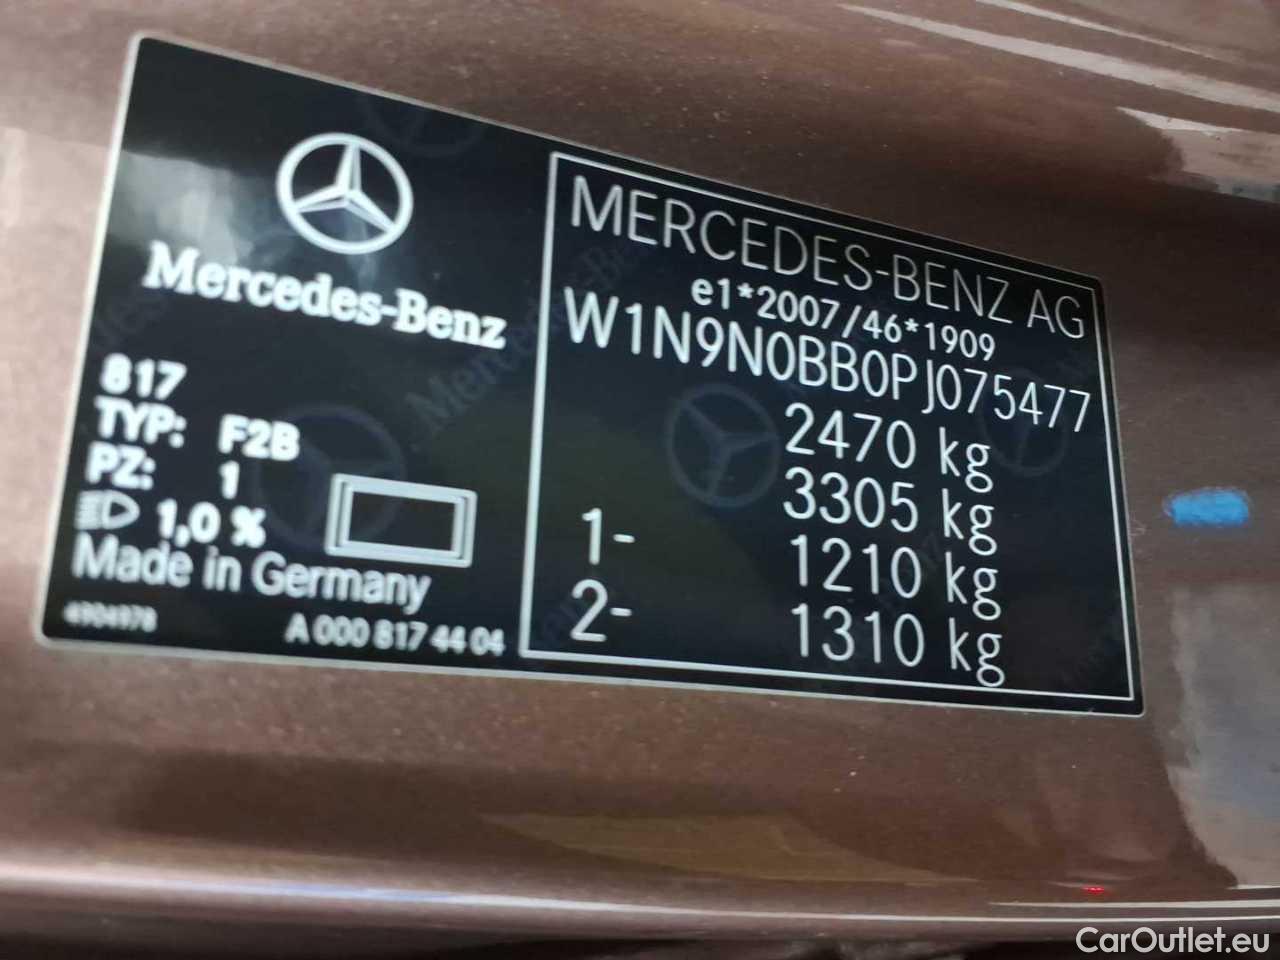 Mercedes-Benz
817
TYP: F2B
PZ: 1
1,0 %
Made in Germany
4904978
A 000 817 44 04
MERCEDES-BENZ AG
e1*2007/46*1909
W1N9N0BB0PJ075477
2470 kg
3305 kg
1- 1210 kg
2- 1310 kg
CarOutlet.eu